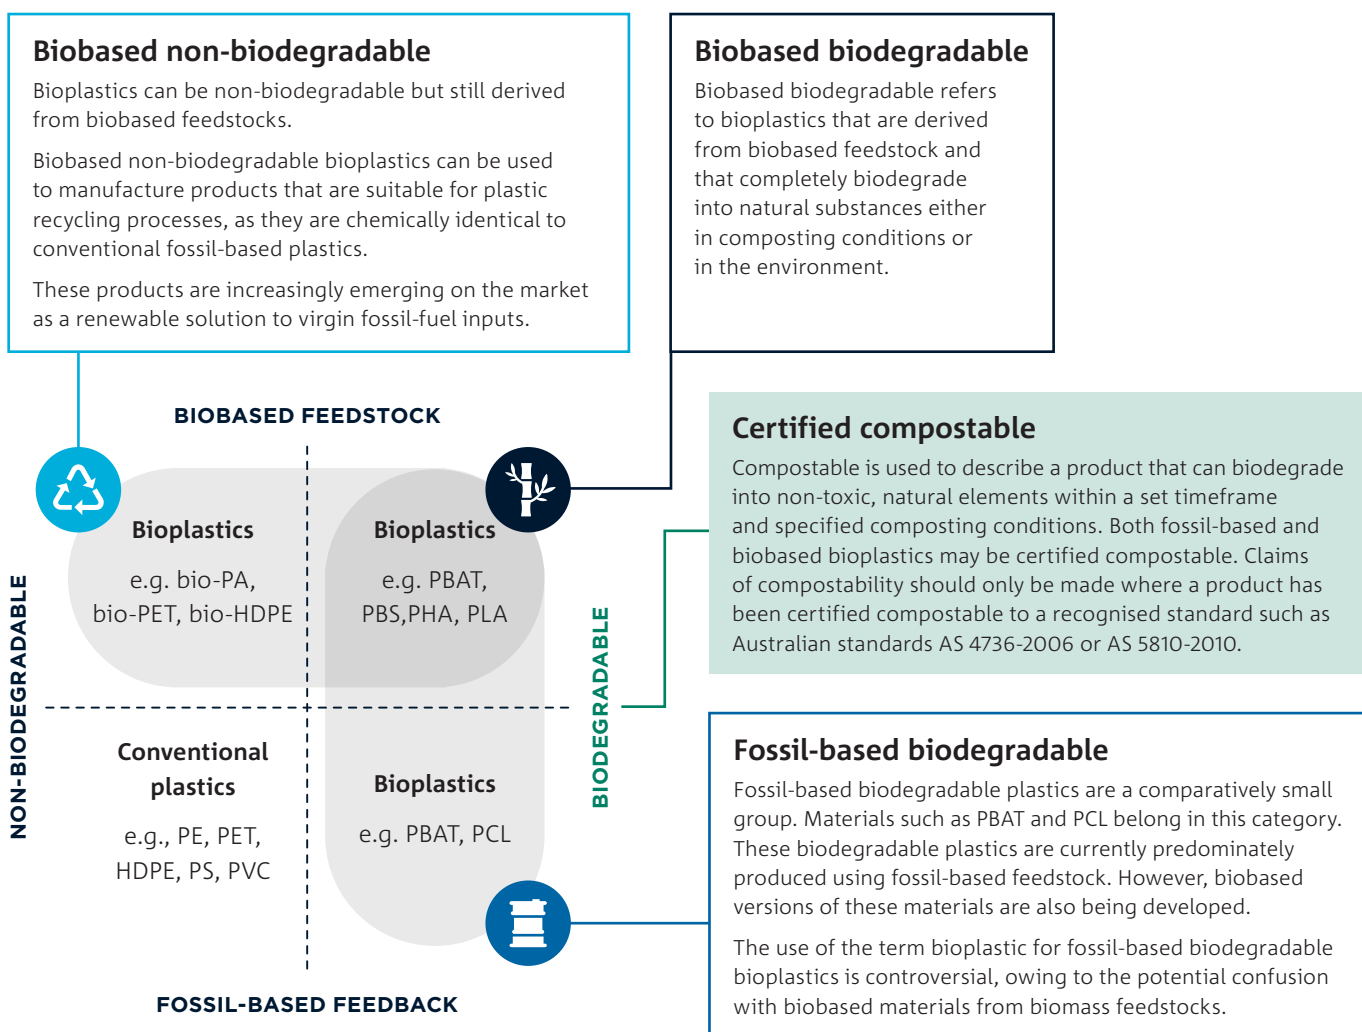 Biobased non-biodegradable
Bioplastics can be non-biodegradable but still derived
from biobased feedstocks.
Biobased non-biodegradable bioplastics can be used
to manufacture products that are suitable for plastic
recycling processes, as they are chemically identical to
conventional fossil-based plastics.
These products are increasingly emerging on the market
as a renewable solution to virgin fossil-fuel inputs.
Biobased biodegradable
Biobased biodegradable refers
to bioplastics that are derived
from biobased feedstock and
that completely biodegrade
into natural substances either
in composting conditions or
in the environment.
BIOBASED FEEDSTOCK
NON-BIODEGRADABLE
Bioplastics
e.g. bio-PA,
bio-PET, bio-HDPE
Bioplastics
e.g. PBAT,
PBS,PHA, PLA
Conventional
plastics
e.g., PE, PET,
HDPE, PS, PVC
Bioplastics
e.g. PBAT, PCL
BIODEGRADABLE
FOSSIL-BASED FEEDBACK
Certified compostable
Compostable is used to describe a product that can biodegrade
into non-toxic, natural elements within a set timeframe
and specified composting conditions. Both fossil-based and
biobased bioplastics may be certified compostable. Claims
of compostability should only be made where a product has
been certified compostable to a recognised standard such as
Australian standards AS 4736-2006 or AS 5810-2010.
Fossil-based biodegradable
Fossil-based biodegradable plastics are a comparatively small
group. Materials such as PBAT and PCL belong in this category.
These biodegradable plastics are currently predominately
produced using fossil-based feedstock. However, biobased
versions of these materials are also being developed.
The use of the term bioplastic for fossil-based biodegradable
bioplastics is controversial, owing to the potential confusion
with biobased materials from biomass feedstocks.